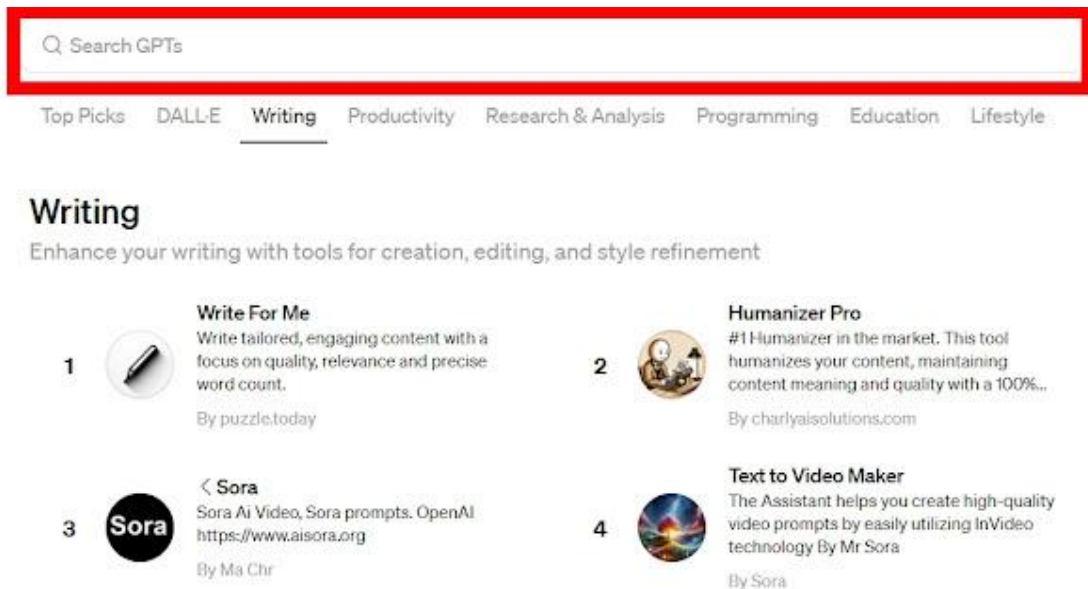 Search GPTs
Top Picks DALL·E Writing Productivity Research & Analysis Programming Education Lifestyle
Writing
Enhance your writing with tools for creation, editing, and style refinement
1
Write For Me
Write tailored, engaging content with a
focus on quality, relevance and precise
word count.
By puzzle.today
2
Humanizer Pro
#1 Humanizer in the market. This tool
humanizes your content, maintaining
content meaning and quality with a 100%...
By charlyaisolutions.com
3
Sora
< Sora
Sora Ai Video, Sora prompts. OpenAI
https://www.aisora.org
By Ma Chr
4
Text to Video Maker
The Assistant helps you create high-quality
video prompts by easily utilizing InVideo
technology By Mr Sora
By Sora